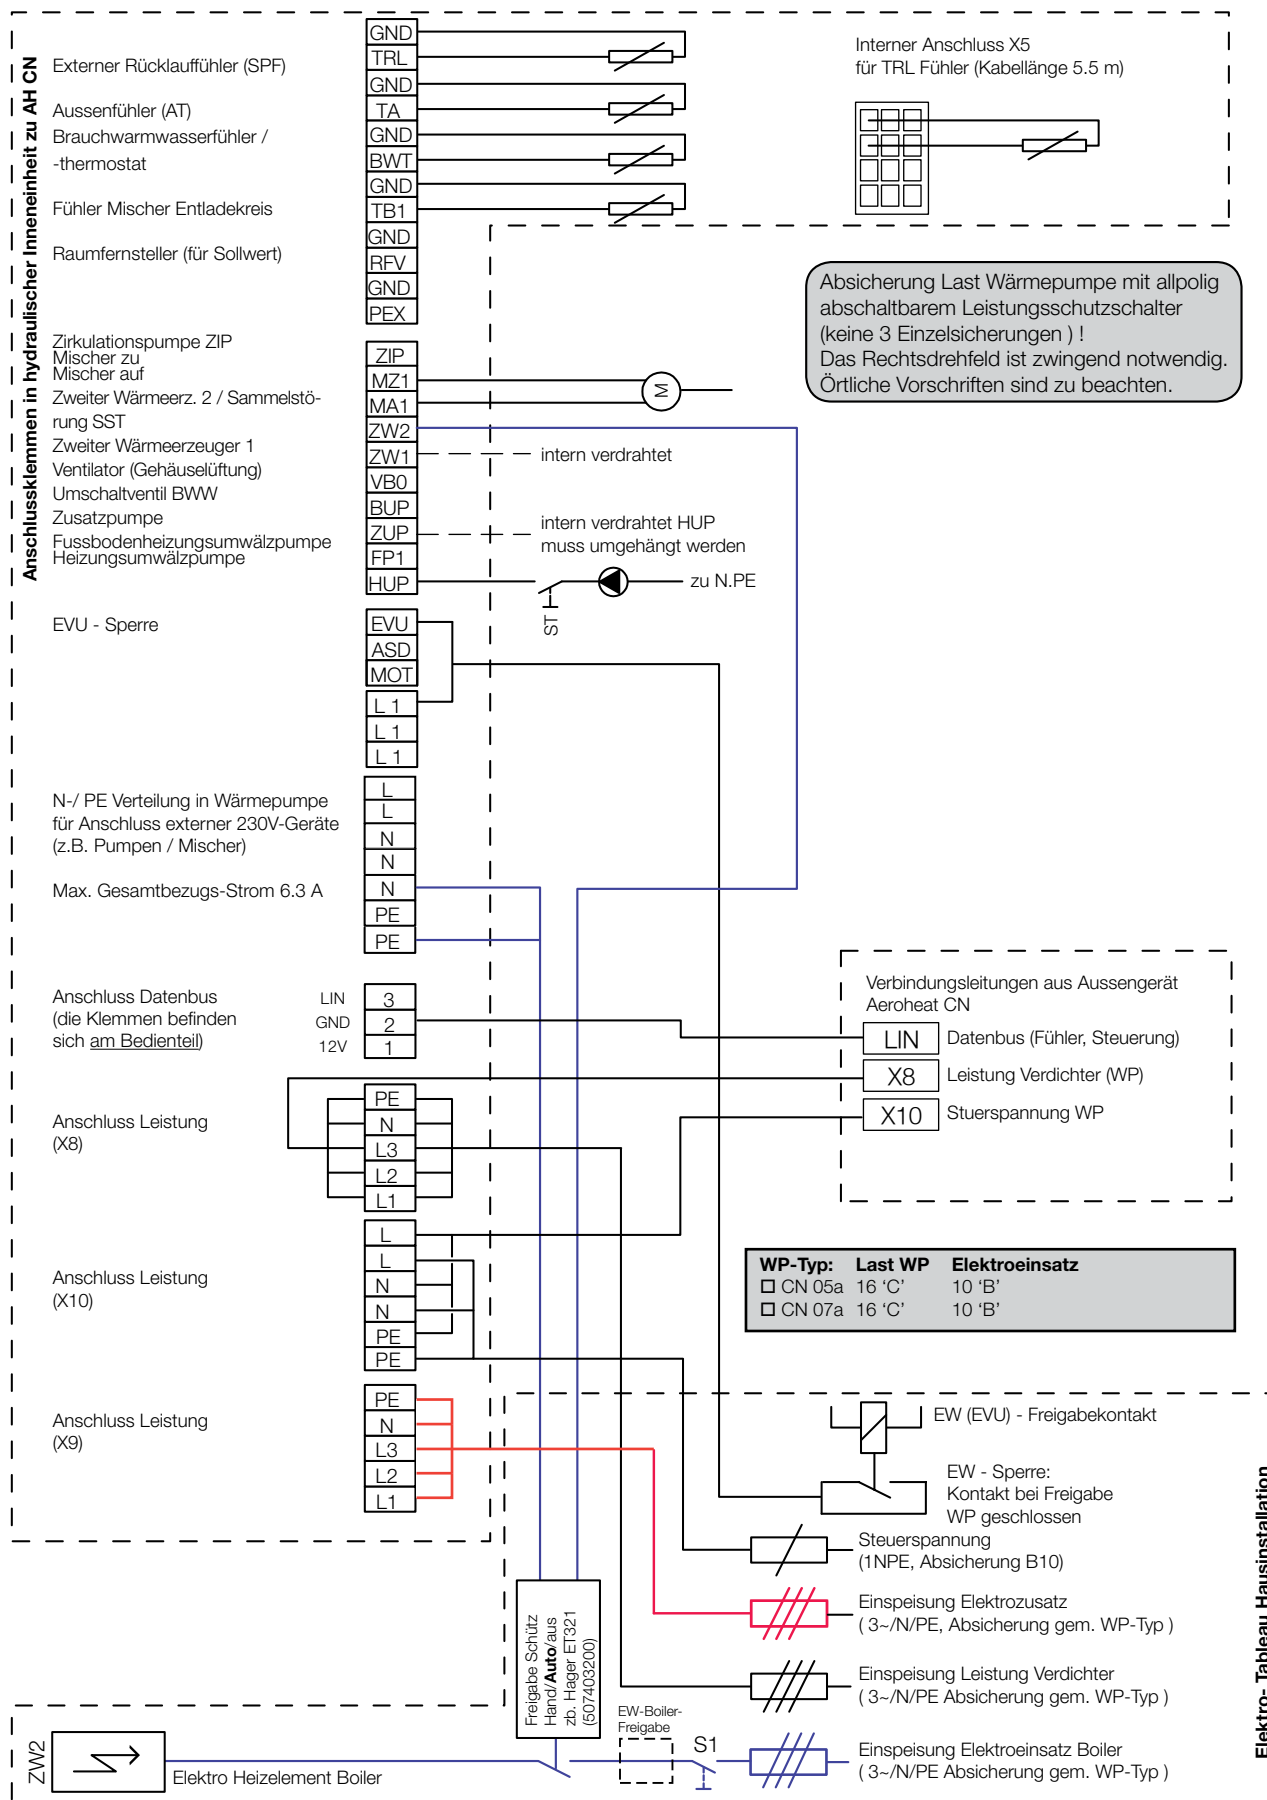 Anschlussklemmen in hydraulischer Inneneinheit zu AH CN
Externer Rücklauffühler (SPF)
Aussenfühler (AT)
Brauchwarmwasserfühler /
-thermostat
Fühler Mischer Entladekreis
Raumfernsteller (für Sollwert)
GND
TRL
GND
TA
GND
BWT
GND
TB1
GND
RFV
GND
PEX
Interner Anschluss X5
für TRL Fühler (Kabellänge 5.5 m)
Absicherung Last Wärmepumpe mit allpolig
abschaltbarem Leistungsschutzschalter
(keine 3 Einzelsicherungen ) !
Das Rechtsdrehfeld ist zwingend notwendig.
Örtliche Vorschriften sind zu beachten.
Zirkulationspumpe ZIP
Mischer zu
Mischer auf
Zweiter Wärmeerz. 2 / Sammelstö-
rung SST
Zweiter Wärmeerzeuger 1
Ventilator (Gehäuselüftung)
Umschaltventil BWW
Zusatzpumpe
Fussbodenheizungsumwälzpumpe
Heizungsumwälzpumpe
ZIP
MZ1
MA1
ZW2
ZW1
VB0
BUP
ZUP
FP1
HUP
M
intern verdrahtet
intern verdrahtet HUP
muss umgehängt werden
zu N.PE
ST
EVU - Sperre
EVU
ASD
MOT
L 1
L 1
L 1
N-/ PE Verteilung in Wärmepumpe
für Anschluss externer 230V-Geräte
(z.B. Pumpen / Mischer)
Max. Gesamtbezugs-Strom 6.3 A
L
L
N
N
N
PE
PE
Anschluss Datenbus
(die Klemmen befinden
sich am Bedienteil)
LIN
GND
12V
3
2
1
Verbindungsleitungen aus Aussengerät
Aeroheat CN
LIN Datenbus (Fühler, Steuerung)
X8 Leistung Verdichter (WP)
X10 Stuerspannung WP
Anschluss Leistung
(X8)
PE
N
L3
L2
L1
Anschluss Leistung
(X10)
L
L
N
N
PE
PE
WP-Typ: Last WP Elektroeinsatz
CN 05a 16 ‘C’ 10 ‘B’
CN 07a 16 ‘C’ 10 ‘B’
Anschluss Leistung
(X9)
PE
N
L3
L2
L1
EW (EVU) - Freigabekontakt
EW - Sperre:
Kontakt bei Freigabe
WP geschlossen
Steuerspannung
(1NPE, Absicherung B10)
Einspeisung Elektrozusatz
( 3~/N/PE, Absicherung gem. WP-Typ )
Einspeisung Leistung Verdichter
( 3~/N/PE Absicherung gem. WP-Typ )
Einspeisung Elektroeinsatz Boiler
( 3~/N/PE Absicherung gem. WP-Typ )
Freigabe Schütz
Hand/Auto/aus
zb. Hager ET321
(507403200)
EW-Boiler-
Freigabe
S1
ZW2
Elektro Heizelement Boiler
Elektro- Tableau Hausinstallation